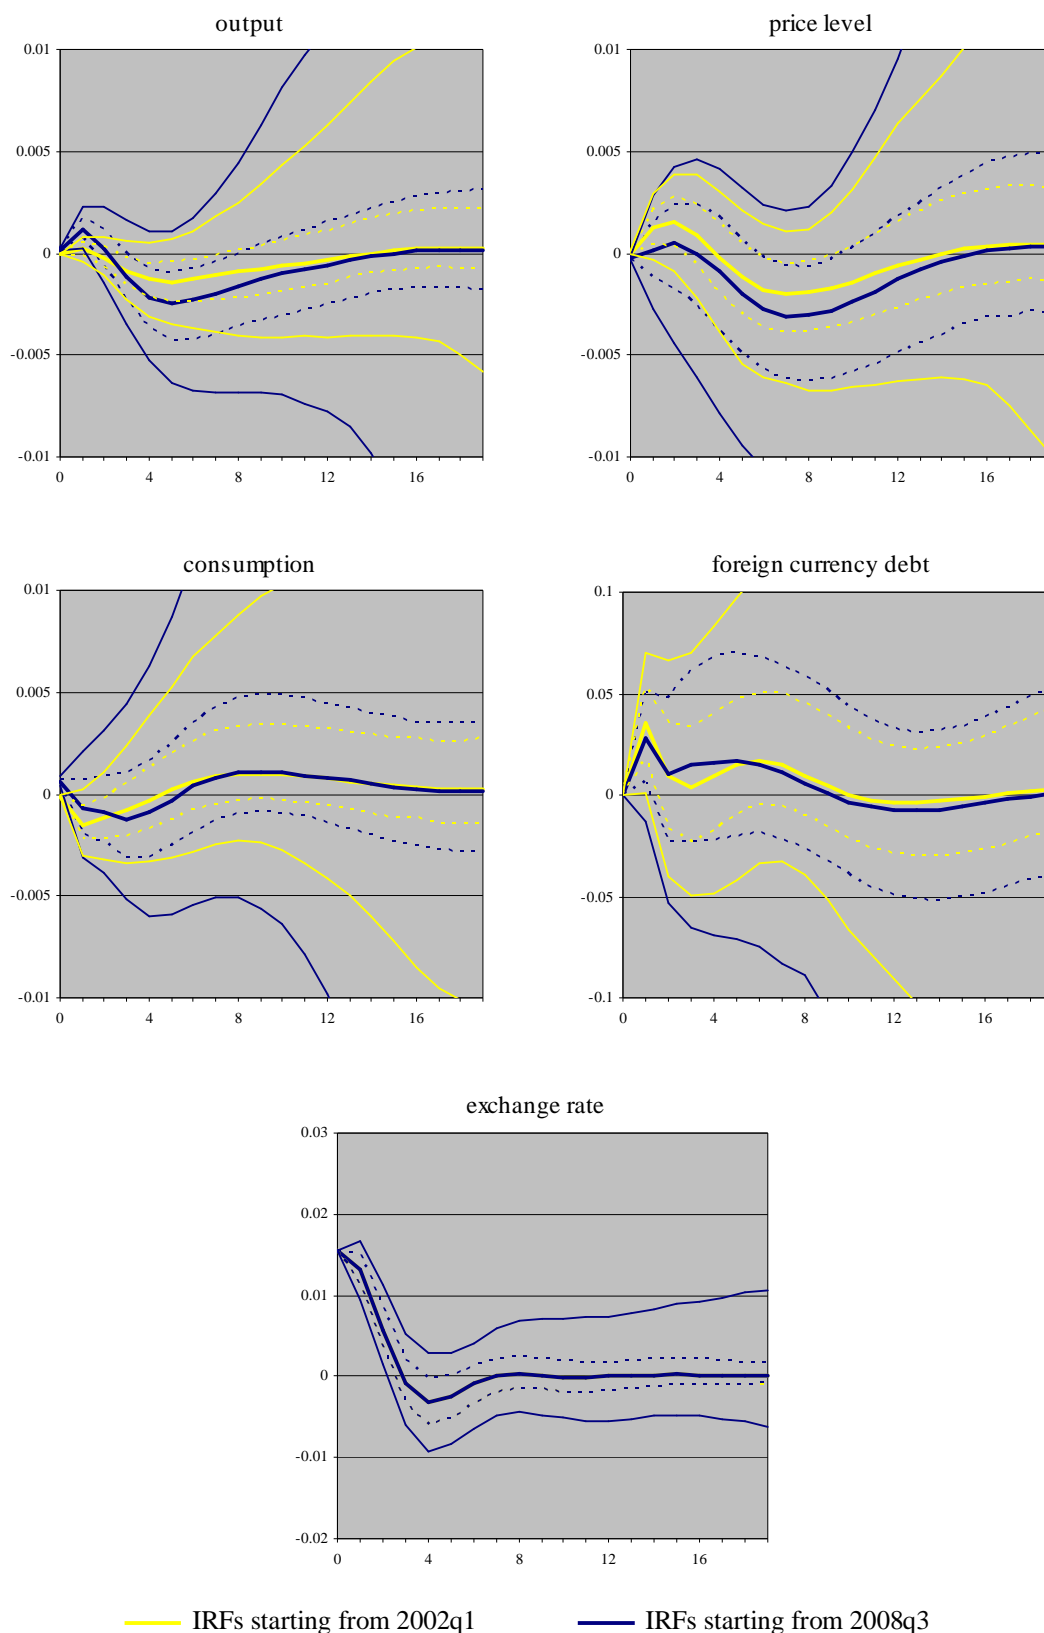 output
price level
0.01
0.005
0
-0.005
-0.01
0 4 8 12 16
0.01
0.005
0
-0.005
-0.01
0 4 8 12 16
consumption
foreign currency debt
0.01
0.005
0
-0.005
-0.01
0 4 8 12 16
0.1
0.05
0
-0.05
-0.1
0 4 8 12 16
exchange rate
0.03
0.02
0.01
0
-0.01
-0.02
0 4 8 12 16
IRFs starting from 2002q1
IRFs starting from 2008q3